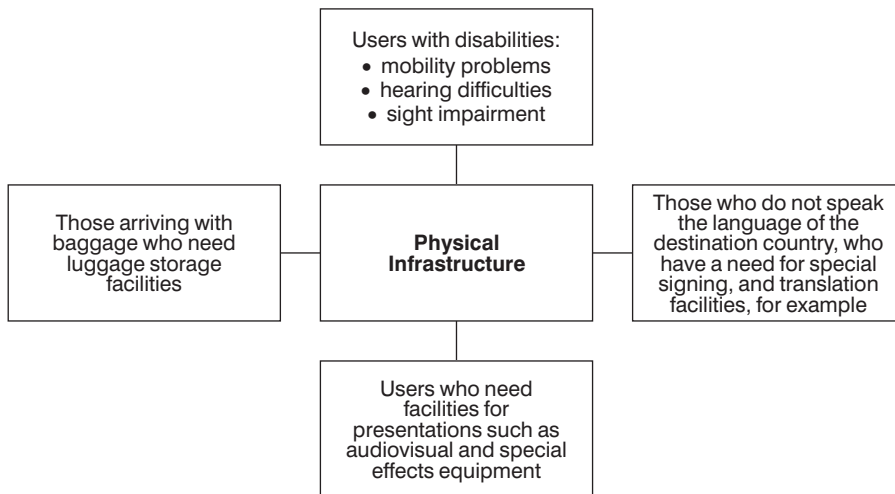 Users with disabilities:
• mobility problems
• hearing difficulties
• sight impairment
Those arriving with
baggage who need
luggage storage
facilities
Physical
Infrastructure
Those who do not speak
the language of the
destination country, who
have a need for special
signing, and translation
facilities, for example
Users who need
facilities for
presentations such as
audiovisual and special
effects equipment